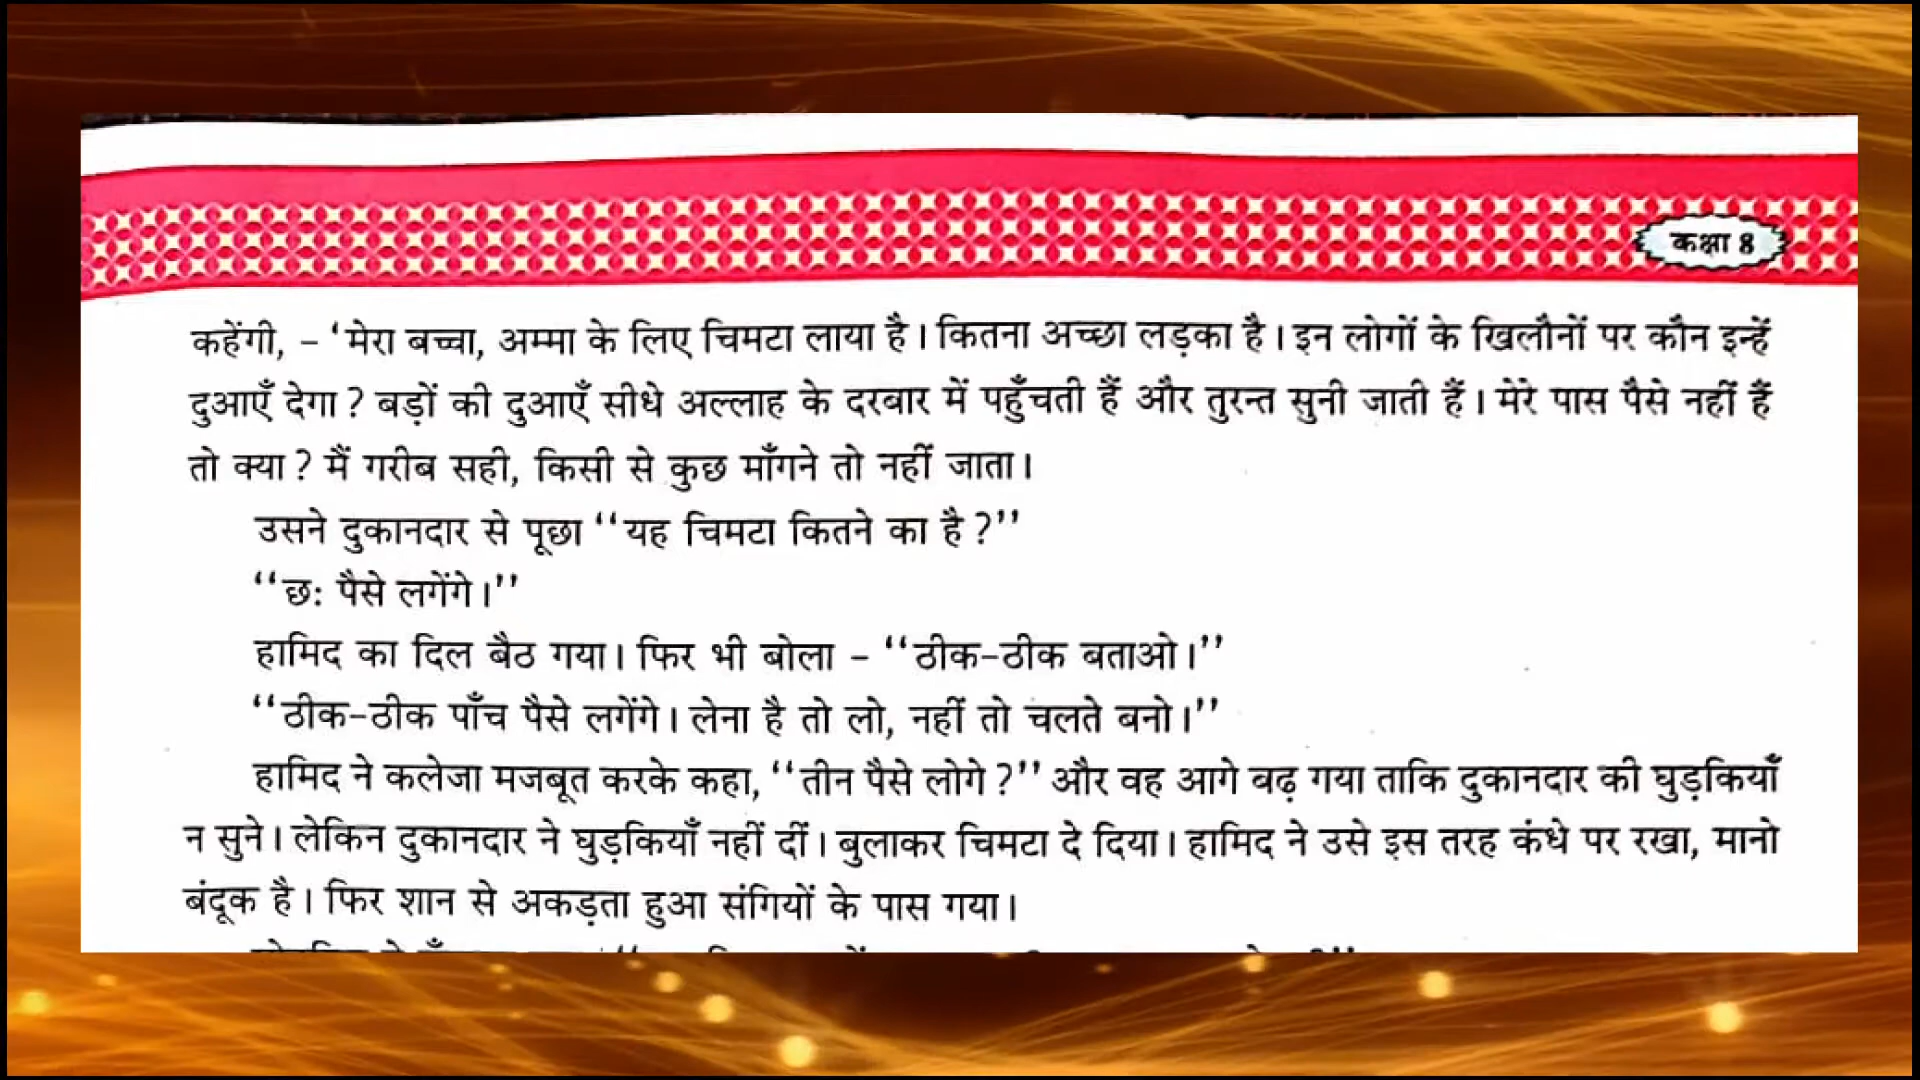 कक्षा 8
कहेंगी, – ‘मेरा बच्चा, अम्मा के लिए चिमटा लाया है। कितना अच्छा लड़का है। इन लोगों के खिलौनों पर कौन इन्हें
दुआएँ देगा? बड़ों की दुआएँ सीधे अल्लाह के दरबार में पहुँचती हैं और तुरन्त सुनी जाती हैं। मेरे पास पैसे नहीं हैं
तो क्या? मैं गरीब सही, किसी से कुछ माँगने तो नहीं जाता।
उसने दुकानदार से पूछा ‘‘यह चिमटा कितने का है?’’
‘‘छः पैसे लगेंगे।’’
हामिद का दिल बैठ गया। फिर भी बोला – ‘‘ठीक-ठीक बताओ।’’
‘‘ठीक-ठीक पाँच पैसे लगेंगे। लेना है तो लो, नहीं तो चलते बनो।’’
हामिद ने कलेजा मजबूत करके कहा, ‘‘तीन पैसे लोगे?’’ और वह आगे बढ़ गया ताकि दुकानदार की घुड़कियाँ
न सुने। लेकिन दुकानदार ने घुड़कियाँ नहीं दीं। बुलाकर चिमटा दे दिया। हामिद ने उसे इस तरह कंधे पर रखा, मानो
बंदूक है। फिर शान से अकड़ता हुआ संगियों के पास गया।